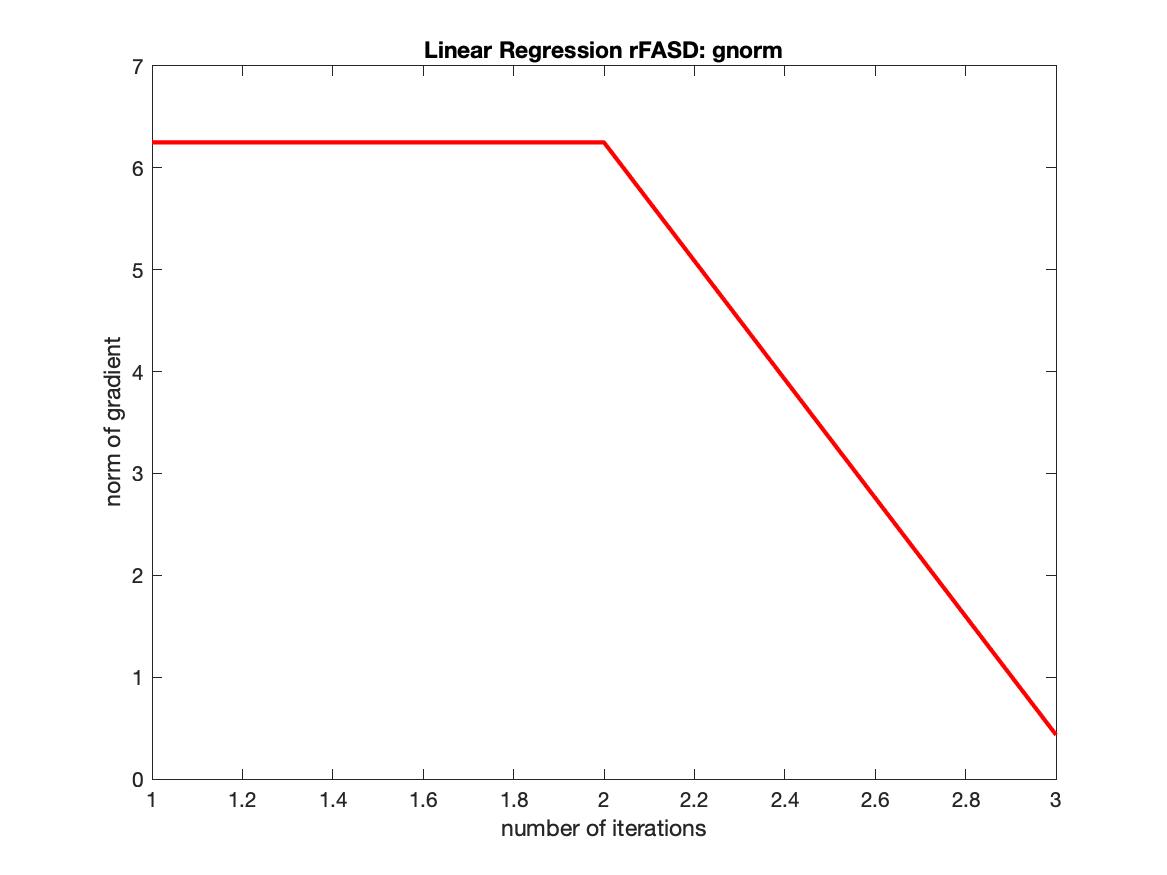 Linear Regression rFASD: gnorm
7
6
5
4
3
2
1
0
norm of gradient
1 1.2 1.4 1.6 1.8 2 2.2 2.4 2.6 2.8 3
number of iterations